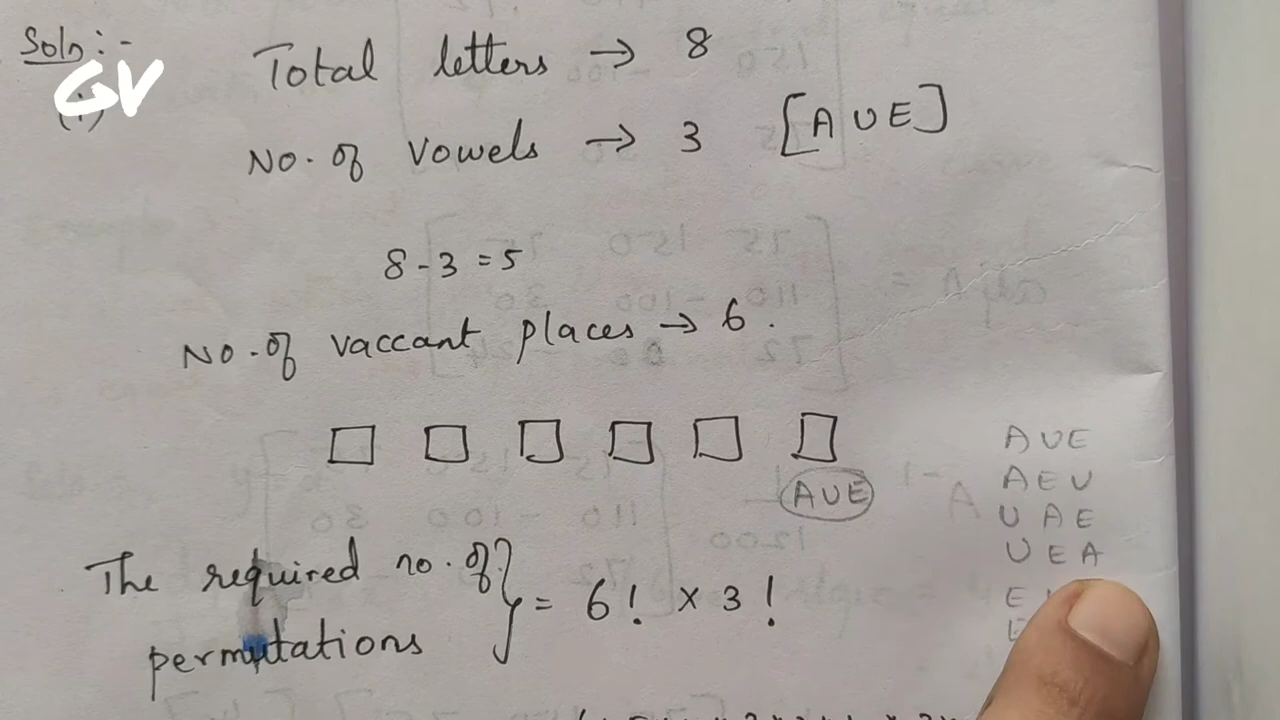 Soln:-
GV
(i)
Total letters → 8
No. of vowels → 3 [A U E]
8 - 3 = 5
No. of vaccant places → 6.
AUE
The required no. of
permutations } = 6! × 3!
AUE
AEU
UAE
UEA
E
E